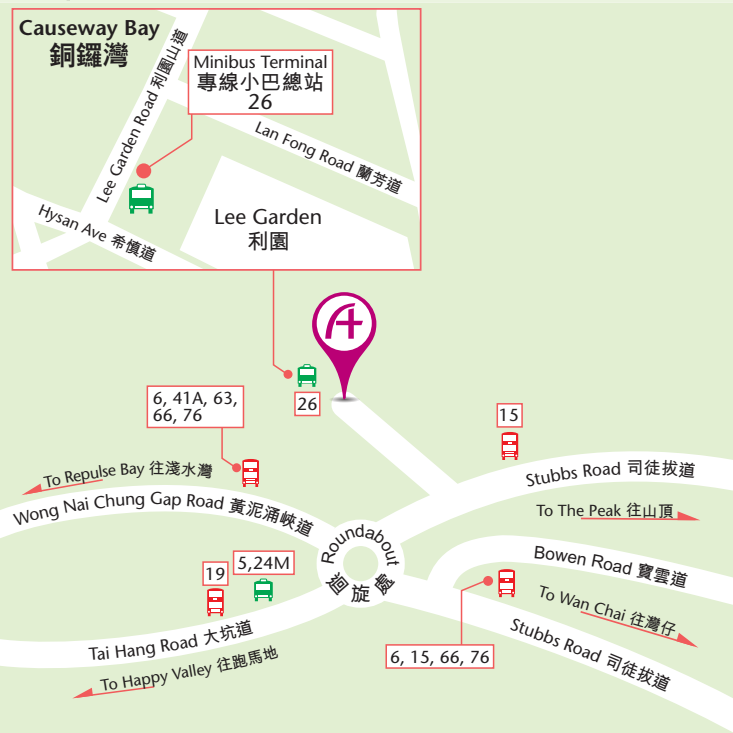 Causeway Bay
銅鑼灣
Minibus Terminal
專線小巴總站
26
Lee Garden Road 利園山道
Lan Fong Road 蘭芳道
Hysan Ave 希慎道
Lee Garden
利園
26
6, 41A, 63,
66, 76
15
To Repulse Bay 往淺水灣
Stubbs Road 司徒拔道
Wong Nai Chung Gap Road 黃泥涌峽道
To The Peak 往山頂
Roundabout
迴旋處
Bowen Road 寶雲道
19
5,24M
To Wan Chai 往灣仔
Tai Hang Road 大坑道
6, 15, 66, 76
Stubbs Road 司徒拔道
To Happy Valley 往跑馬地